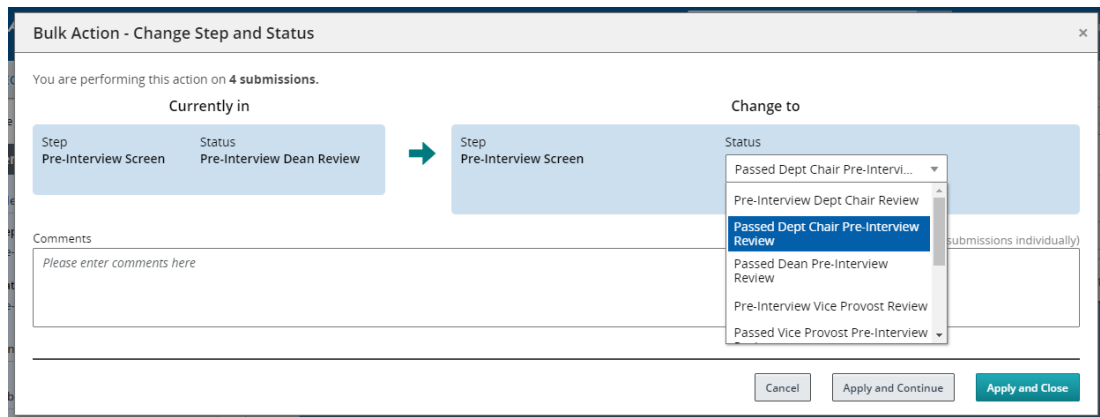 Bulk Action - Change Step and Status
×
You are performing this action on 4 submissions.
Currently in
Change to
Step
Status
Pre-Interview Screen
Pre-Interview Dean Review
Step
Pre-Interview Screen
Status
Passed Dept Chair Pre-Intervi...
Pre-Interview Dept Chair Review
Passed Dept Chair Pre-Interview
Review
Passed Dean Pre-Interview
Review
Pre-Interview Vice Provost Review
Passed Vice Provost Pre-Interview
Comments
submissions individually)
Please enter comments here
Cancel
Apply and Continue
Apply and Close